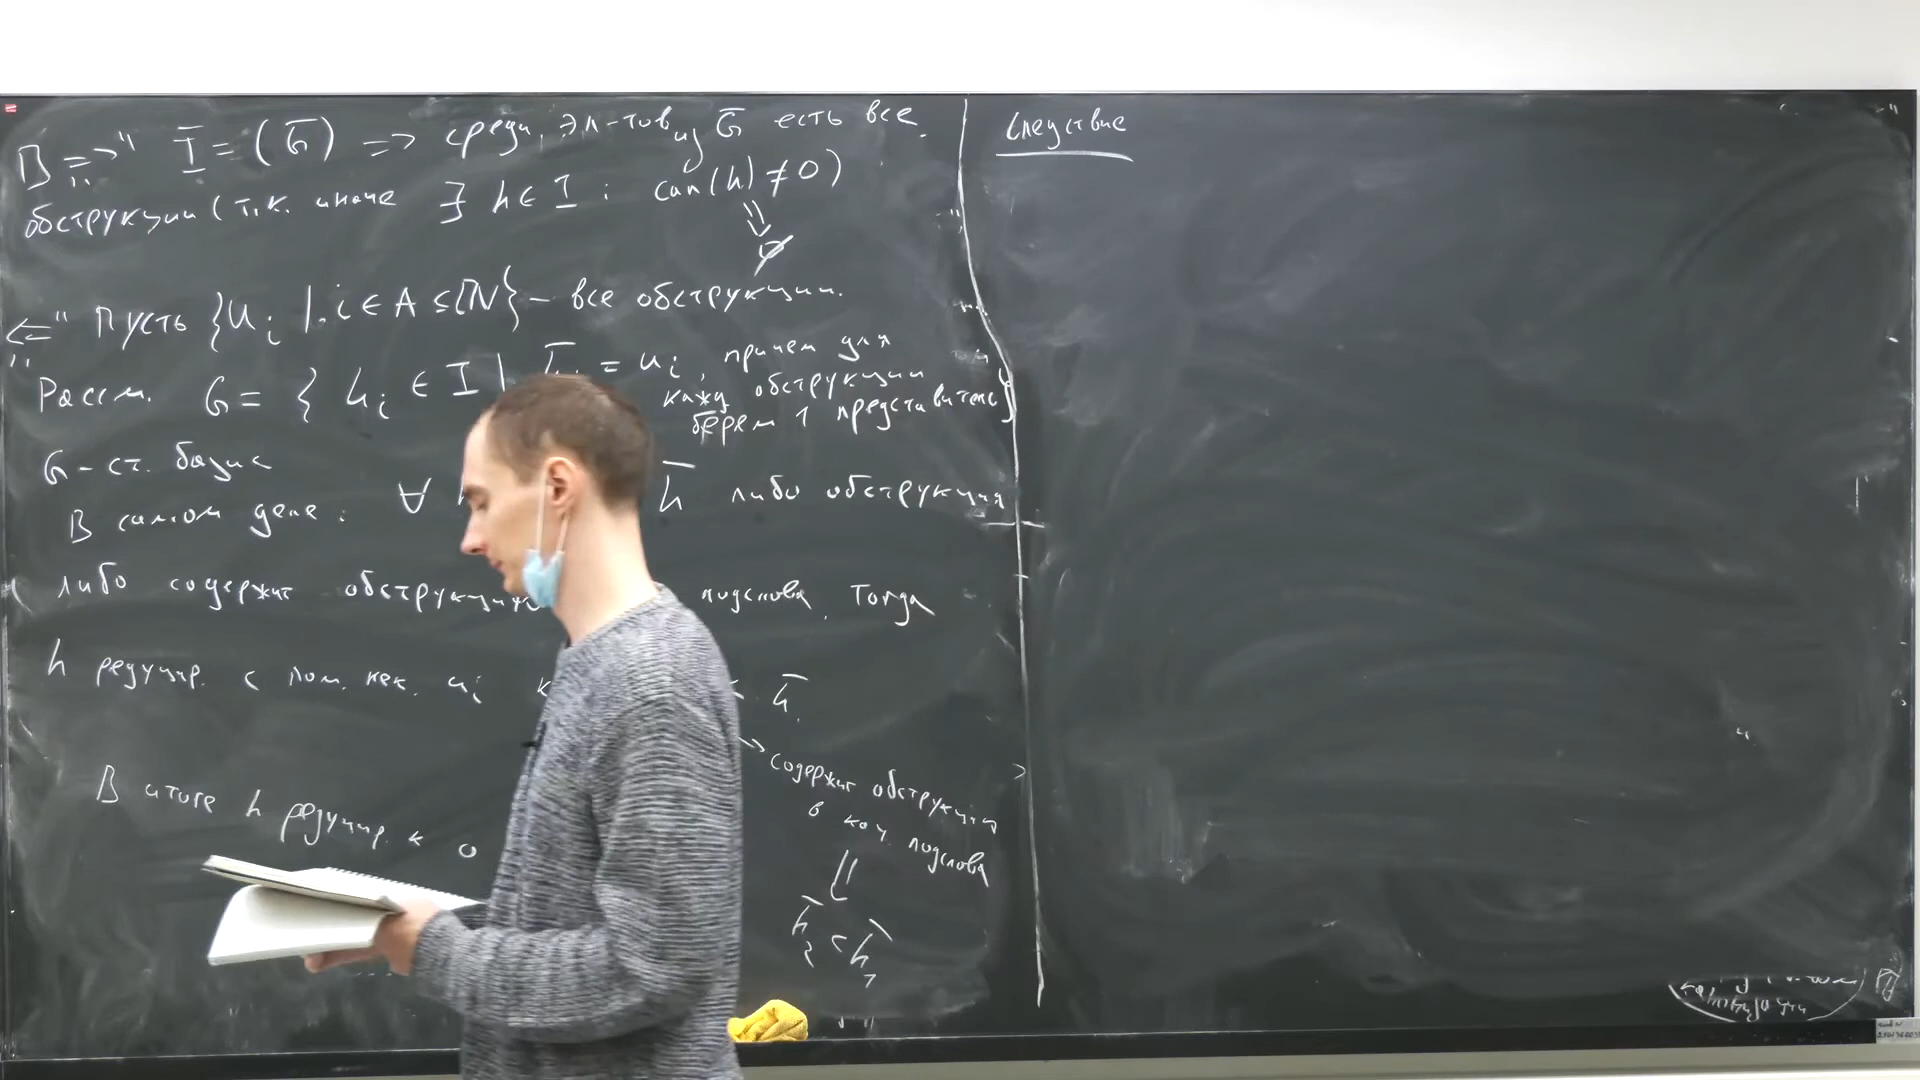 "=>" I = (G) => среди эл-тов из G есть все
обструкции (т.к. иначе ∃ h ∈ I : can(h) ≠ 0)
"<=" Пусть {u_i | i ∈ A ⊆ ℕ} - все обструкции.
Рассм. G = { h_i ∈ I | = u_i, причем для
кажд обструкции
берем 1 представитель}
G - ст. базис
В самом деле: ∀ h̄ либо обструкция
либо содержит обструкцию подслова. Тогда
h редуцир. с пом. нек. u_i
→ содержит обструкция
в кач. подслова
В итоге h редуцир. к 0
h̄_2 < h̄_1
Следствие